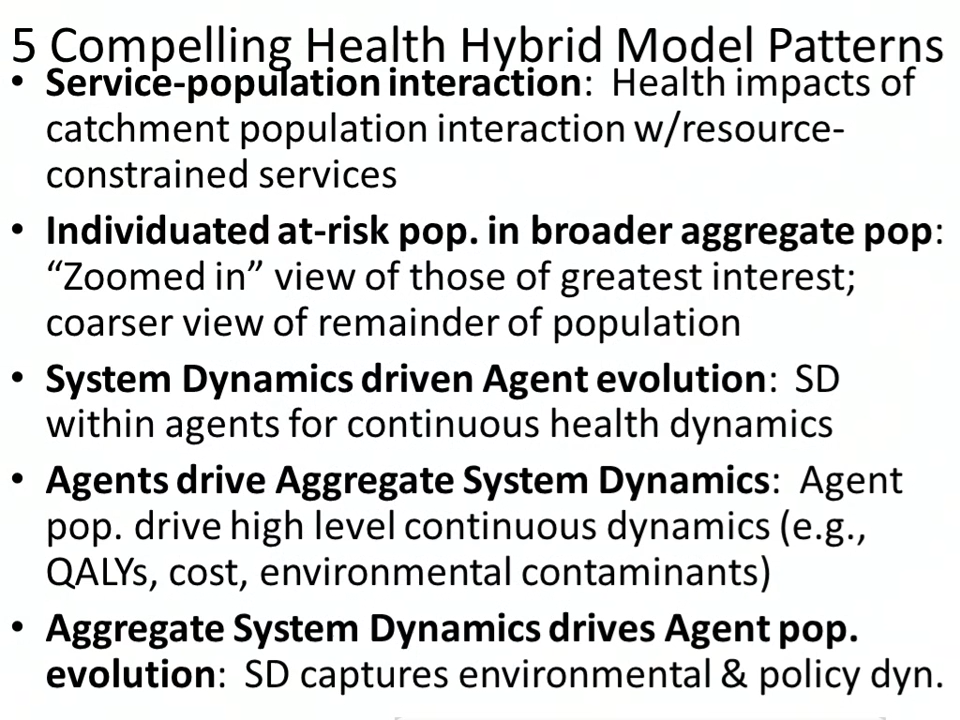 5 Compelling Health Hybrid Model Patterns
• Service-population interaction: Health impacts of
catchment population interaction w/resource-
constrained services
• Individuated at-risk pop. in broader aggregate pop:
“Zoomed in” view of those of greatest interest;
coarser view of remainder of population
• System Dynamics driven Agent evolution: SD
within agents for continuous health dynamics
• Agents drive Aggregate System Dynamics: Agent
pop. drive high level continuous dynamics (e.g.,
QALYs, cost, environmental contaminants)
• Aggregate System Dynamics drives Agent pop.
evolution: SD captures environmental & policy dyn.